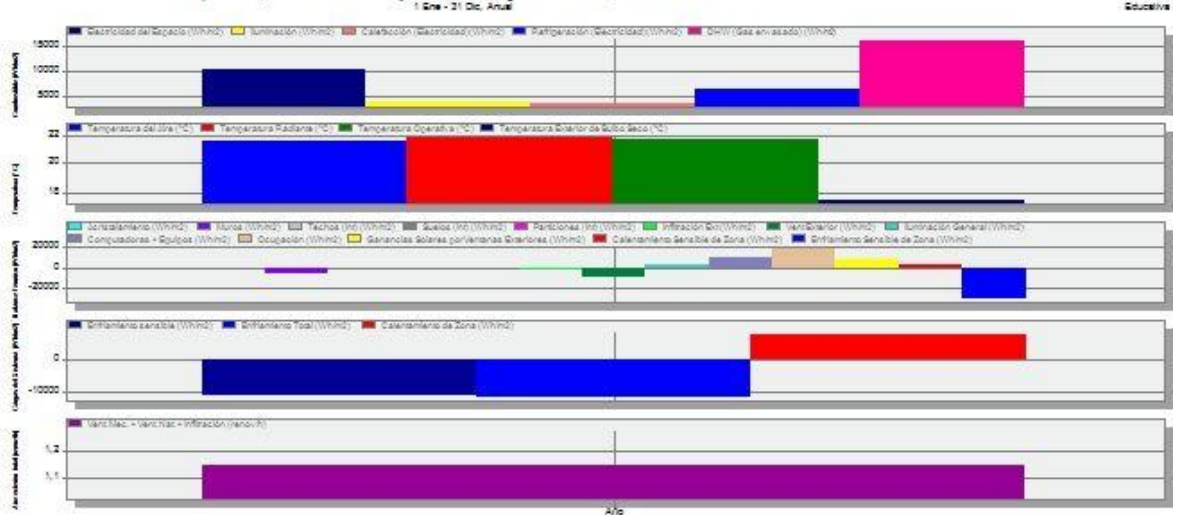 1 Ene - 31 Dic, Anual
Educativa
Electricidad del Espacio (Wh/m2) Iluminación (Wh/m2) Calefacción (Electricidad) (Wh/m2) Refrigeración (Electricidad) (Wh/m2) DHW (Gas envasado) (Wh/m2)
15000
10000
5000
Temperatura del Aire (°C) Temperatura Radiante (°C) Temperatura Operativa (°C) Temperatura Exterior de Bulbo Seco (°C)
22
20
18
Temperatura (°C)
Acristalamiento (Wh/m2) Muros (Wh/m2) Techos (int) (Wh/m2) Suelos (int) (Wh/m2) Particiones (int) (Wh/m2) Infiltración Ext (Wh/m2) Vent Exterior (Wh/m2) Iluminación General (Wh/m2)
Computadoras + Equipos (Wh/m2) Ocupación (Wh/m2) Ganancias Solares por Ventanas Exteriores (Wh/m2) Calentamiento Sensible de Zona (Wh/m2) Enfriamiento Sensible de Zona (Wh/m2)
20000
0
-20000
Enfriamiento sensible (Wh/m2) Enfriamiento Total (Wh/m2) Calentamiento de Zona (Wh/m2)
0
-10000
Vent Mec. + Vent Nat + Infiltración (renov/h)
1,2
1,1
Año